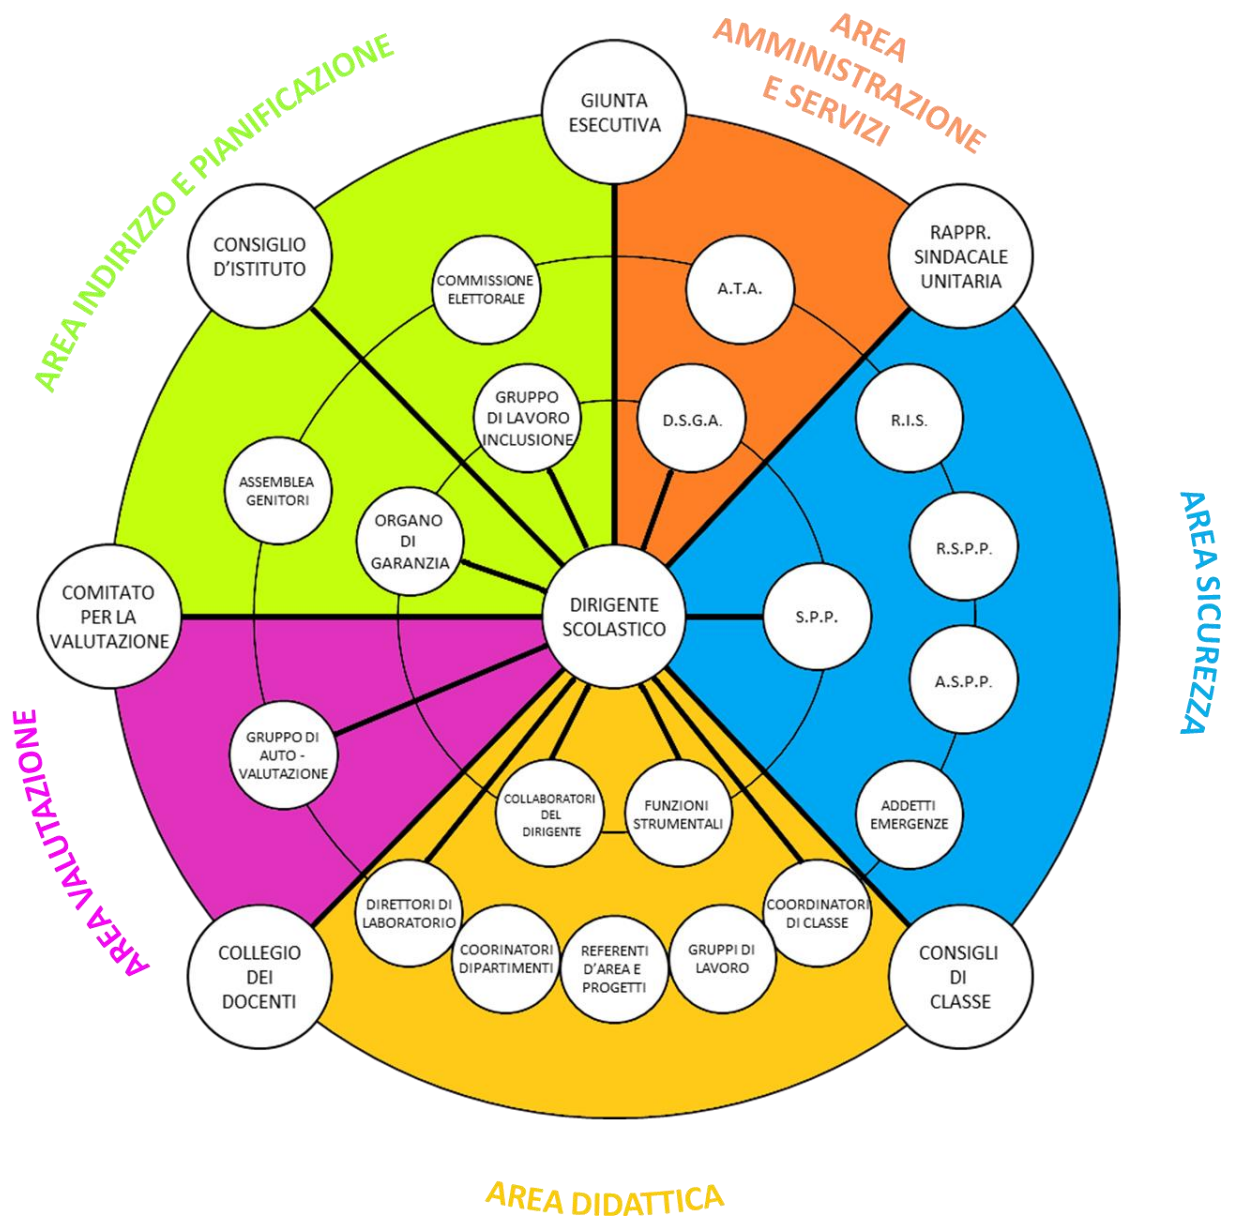 AREA
AMMINISTRAZIONE
E SERVIZI
AREA INDIRIZZO E PIANIFICAZIONE
GIUNTA
ESECUTIVA
CONSIGLIO
D'ISTITUTO
RAPPR.
SINDACALE
UNITARIA
COMMISSIONE
ELETTORALE
A.T.A.
GRUPPO
DI LAVORO
INCLUSIONE
D.S.G.A.
R.I.S.
ASSEMBLEA
GENITORI
ORGANO
DI
GARANZIA
R.S.P.P.
AREA SICUREZZA
COMITATO
PER LA
VALUTAZIONE
DIRIGENTE
SCOLASTICO
S.P.P.
A.S.P.P.
AREA VALUTAZIONE
GRUPPO DI
AUTO -
VALUTAZIONE
COLLABORATORI
DEL
DIRIGENTE
FUNZIONI
STRUMENTALI
ADDETTI
EMERGENZE
DIRETTORI DI
LABORATORIO
COORINATORI
DIPARTIMENTI
REFERENTI
D'AREA E
PROGETTI
GRUPPI DI
LAVORO
COORDINATORI
DI CLASSE
COLLEGIO
DEI
DOCENTI
CONSIGLI
DI
CLASSE
AREA DIDATTICA